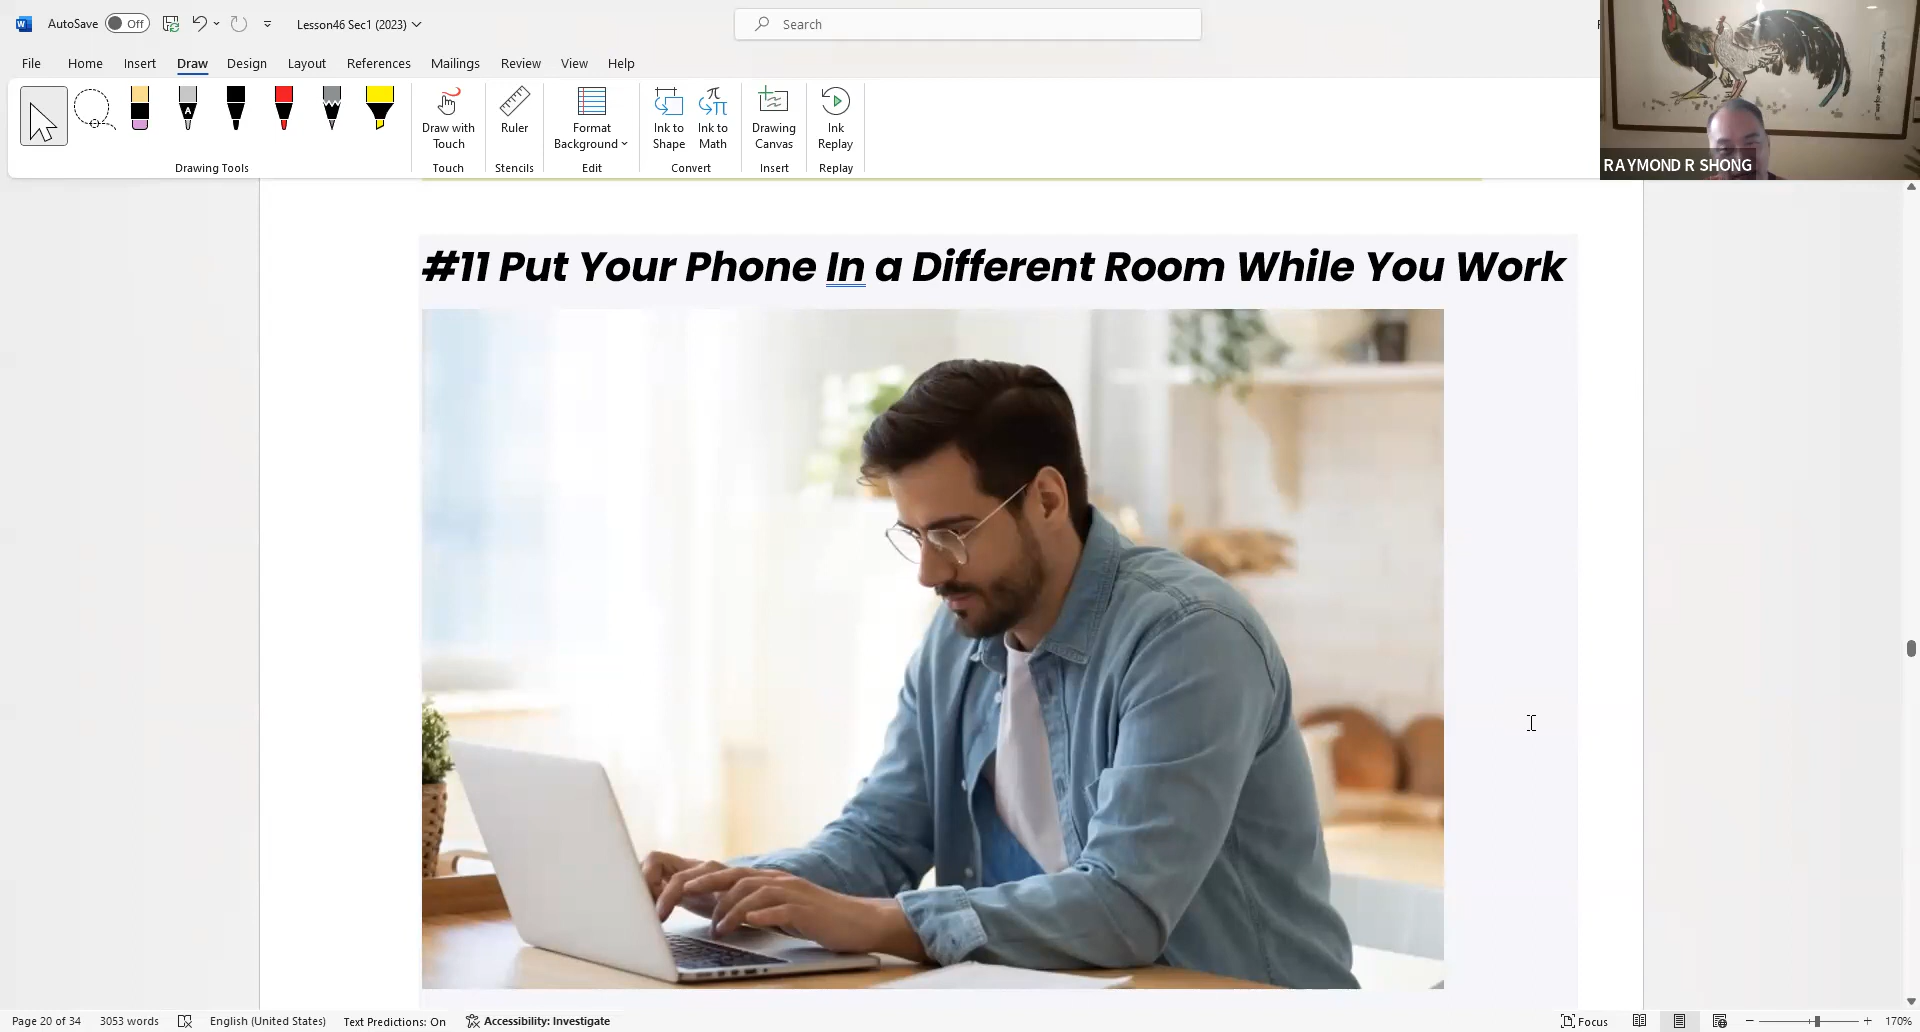 AutoSave Off Lesson46 Sec1 (2023) Search
File Home Insert Draw Design Layout References Mailings Review View Help
A
Draw with Touch
Ruler
Format Background
Ink to Shape
Ink to Math
Drawing Canvas
Ink Replay
Drawing Tools Touch Stencils Edit Convert Insert Replay
RAYMOND R SHONG
#11 Put Your Phone In a Different Room While You Work
Page 20 of 34 3053 words English (United States) Text Predictions: On Accessibility: Investigate Focus 170%